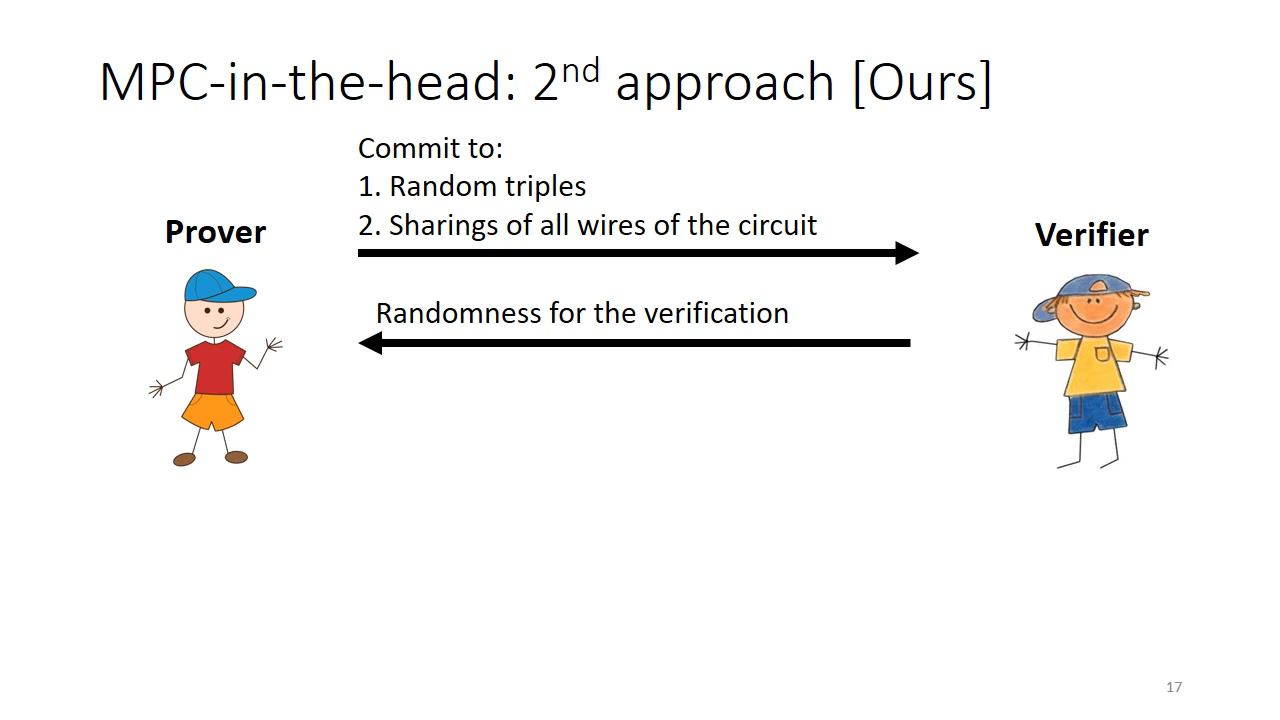 MPC-in-the-head: 2nd approach [Ours]
Commit to:
1. Random triples
2. Sharings of all wires of the circuit
Prover
Verifier
Randomness for the verification
17